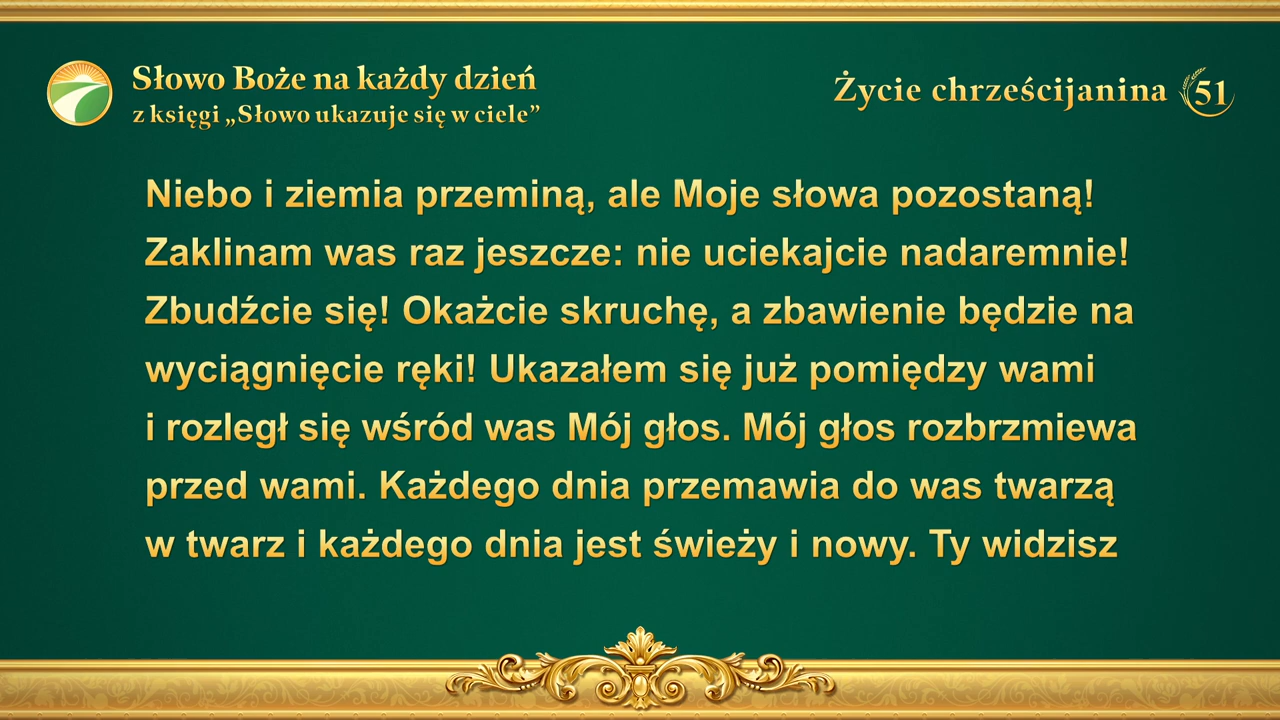 Słowo Boże na każdy dzień
z księgi „Słowo ukazuje się w ciele”
Życie chrześcijanina 51
Niebo i ziemia przeminą, ale Moje słowa pozostaną!
Zaklinam was raz jeszcze: nie uciekajcie nadaremnie!
Zbudźcie się! Okażcie skruchę, a zbawienie będzie na
wyciągnięcie ręki! Ukazałem się już pomiędzy wami
i rozległ się wśród was Mój głos. Mój głos rozbrzmiewa
przed wami. Każdego dnia przemawia do was twarzą
w twarz i każdego dnia jest świeży i nowy. Ty widzisz